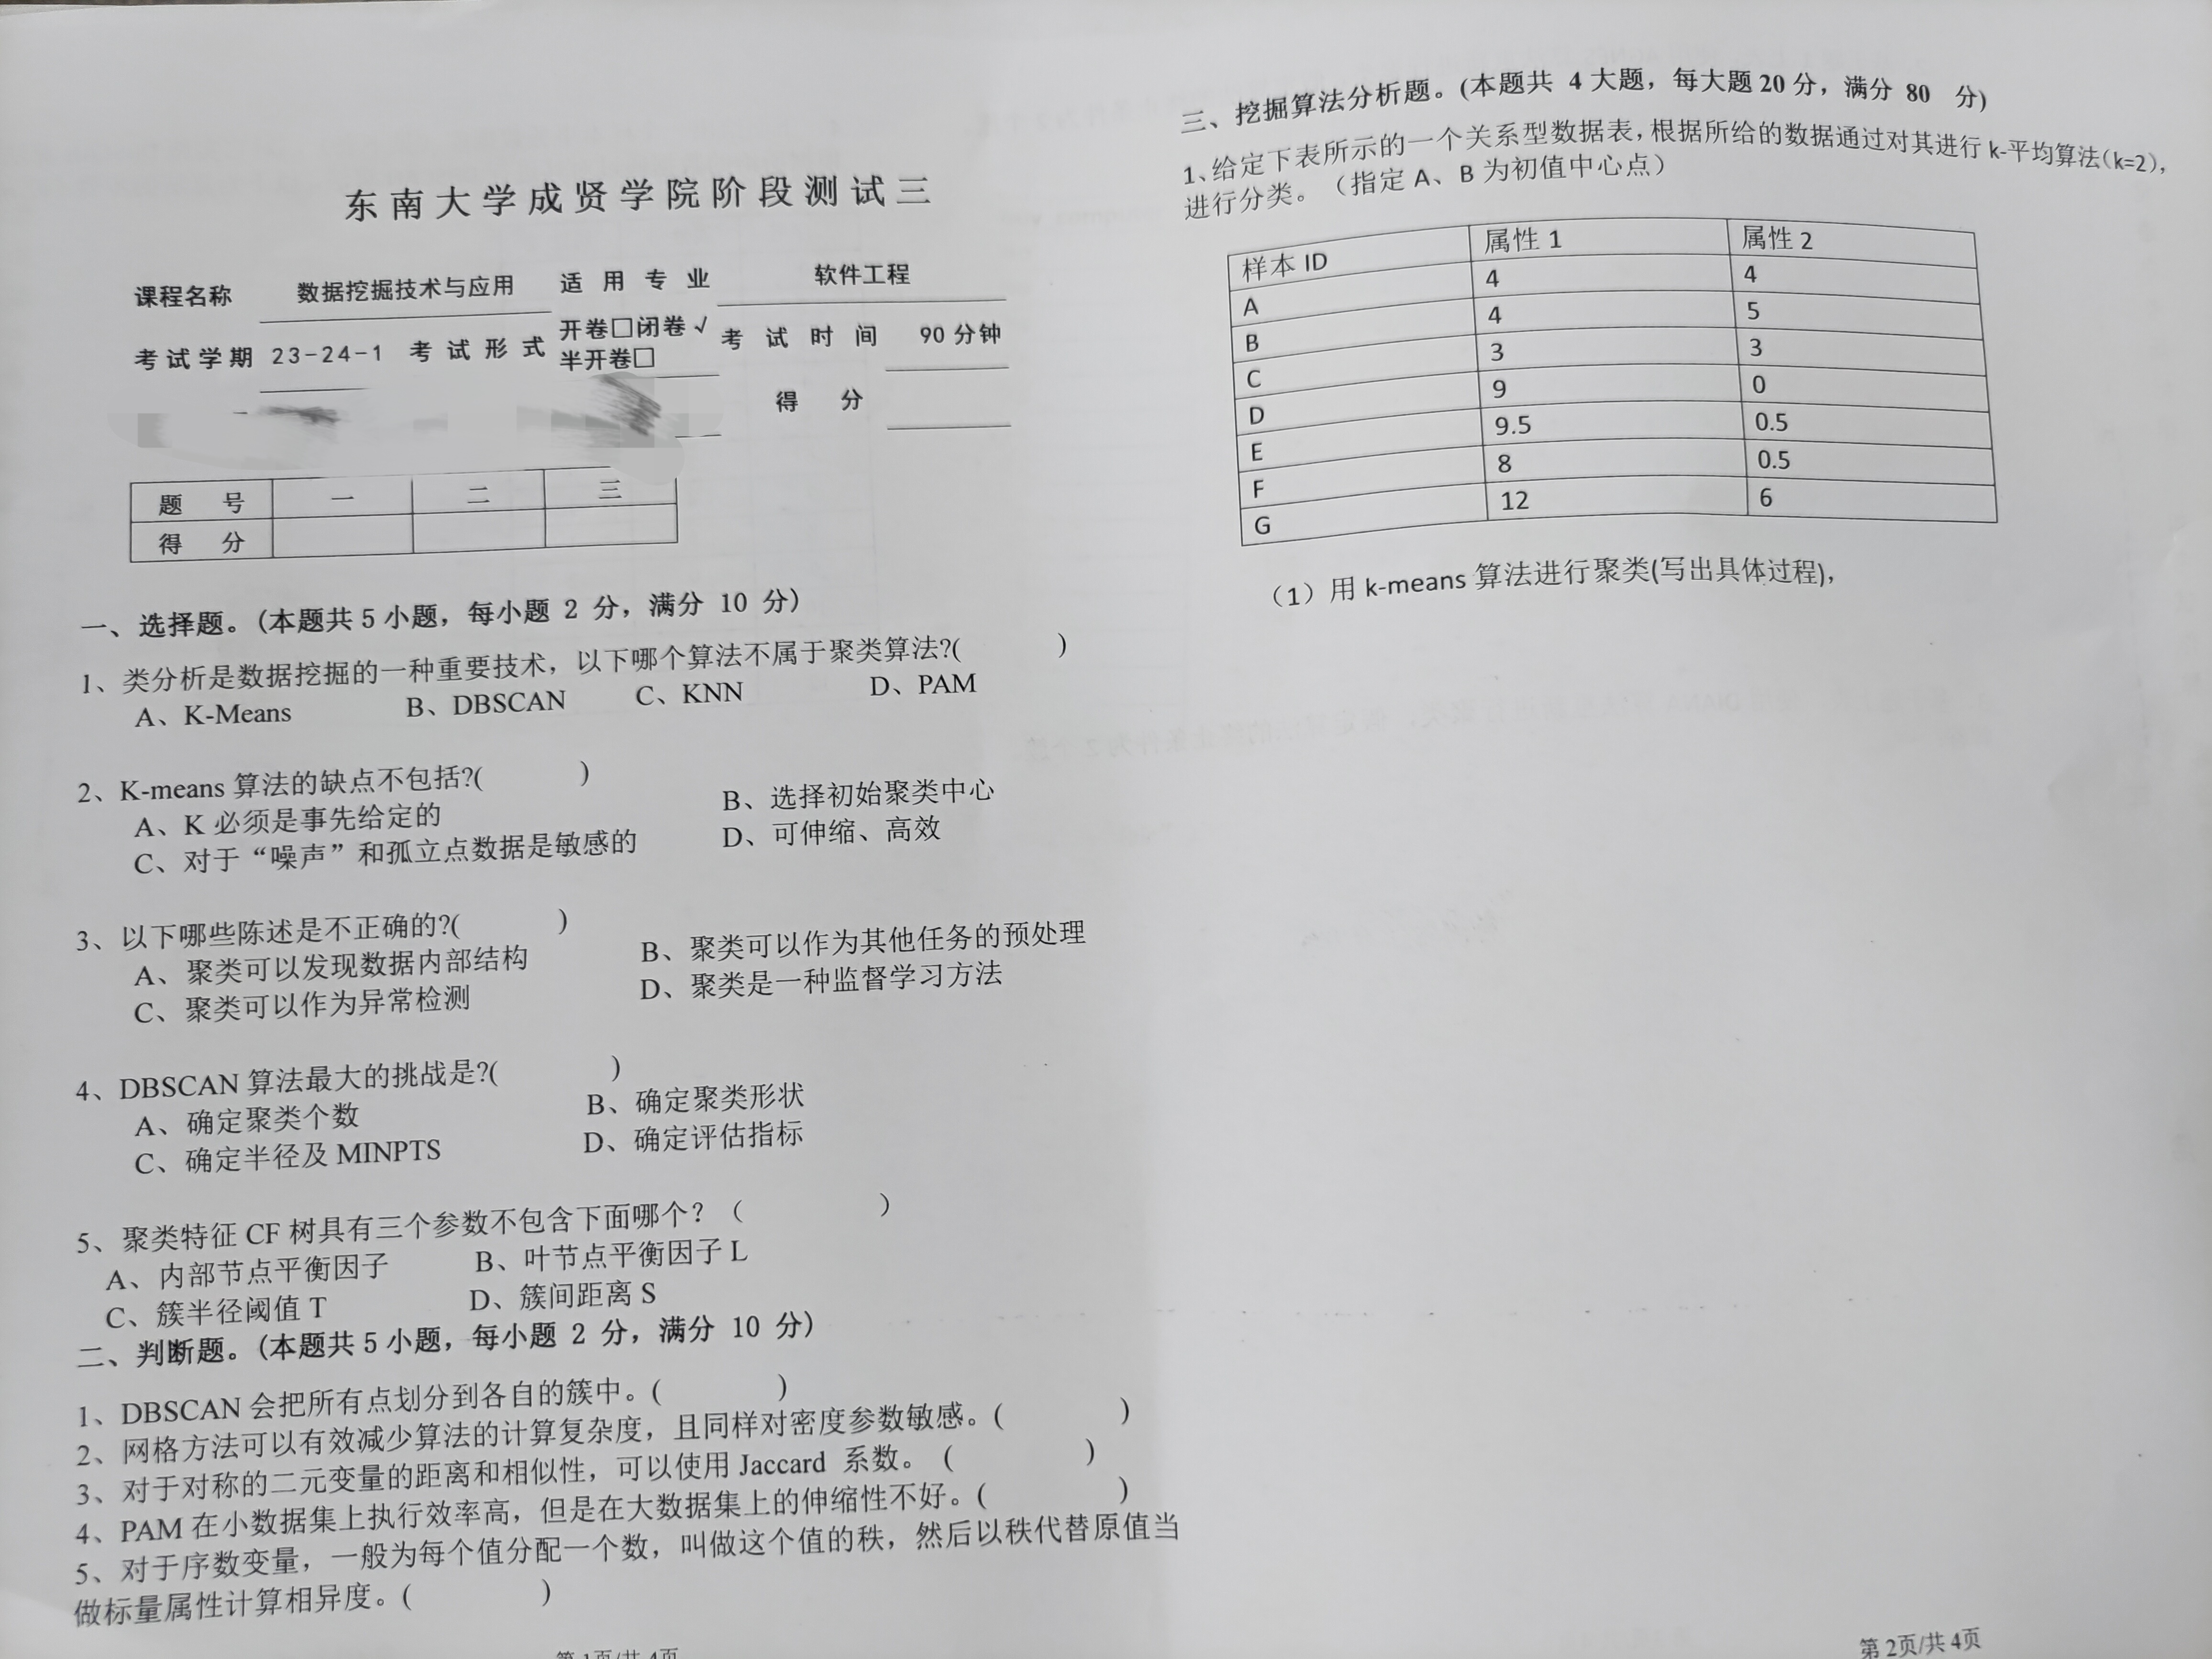 东南大学成贤学院阶段测试三
课程名称 数据挖掘技术与应用 适用专业 软件工程
考试学期 23-24-1 考试形式 开卷□闭卷√ 半开卷□ 考试时间 90分钟
得 分
题 号 一 二 三
得 分
一、选择题。(本题共 5 小题，每小题 2 分，满分 10 分)
1、类分析是数据挖掘的一种重要技术，以下哪个算法不属于聚类算法?( )
A、K-Means B、DBSCAN C、KNN D、PAM
2、K-means 算法的缺点不包括?( )
A、K 必须是事先给定的 B、选择初始聚类中心
C、对于“噪声”和孤立点数据是敏感的 D、可伸缩、高效
3、以下哪些陈述是不正确的?( )
A、聚类可以发现数据内部结构 B、聚类可以作为其他任务的预处理
C、聚类可以作为异常检测 D、聚类是一种监督学习方法
4、DBSCAN 算法最大的挑战是?( )
A、确定聚类个数 B、确定聚类形状
C、确定半径及 MINPTS D、确定评估指标
5、聚类特征 CF 树具有三个参数不包含下面哪个？（ ）
A、内部节点平衡因子 B、叶节点平衡因子 L
C、簇半径阈值 T D、簇间距离 S
二、判断题。(本题共 5 小题，每小题 2 分，满分 10 分)
1、DBSCAN 会把所有点划分到各自的簇中。( )
2、网格方法可以有效减少算法的计算复杂度，且同样对密度参数敏感。( )
3、对于对称的二元变量的距离和相似性，可以使用 Jaccard 系数。 ( )
4、PAM 在小数据集上执行效率高，但是在大数据集上的伸缩性不好。( )
5、对于序数变量，一般为每个值分配一个数，叫做这个值的秩，然后以秩代替原值当
做标量属性计算相异度。( )
第 1页/共 4页
三、挖掘算法分析题。(本题共 4 大题，每大题 20 分，满分 80 分)
1、给定下表所示的一个关系型数据表，根据所给的数据通过对其进行 k-平均算法（k=2），
进行分类。（指定 A、B 为初值中心点）
样本 ID 属性 1 属性 2
A 4 4
B 4 5
C 3 3
D 9 0
E 9.5 0.5
F 8 0.5
G 12 6
（1）用 k-means 算法进行聚类(写出具体过程)，
第 2页/共 4页